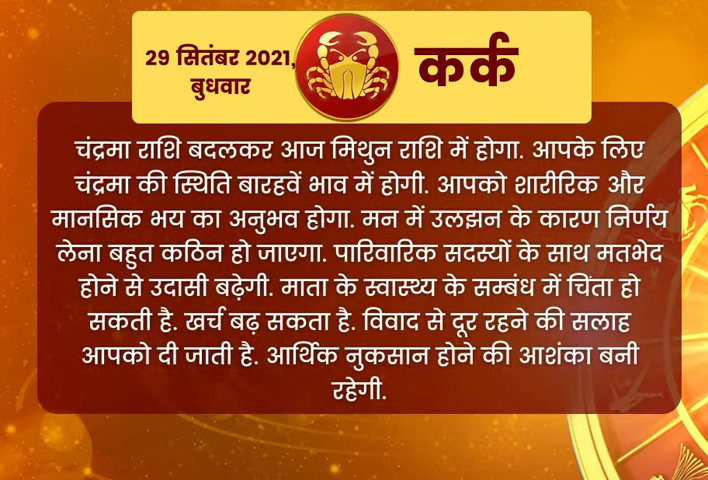 29 सितंबर 2021,
बुधवार
कर्क
चंद्रमा राशि बदलकर आज मिथुन राशि में होगा. आपके लिए
चंद्रमा की स्थिति बारहवें भाव में होगी. आपको शारीरिक और
मानसिक भय का अनुभव होगा. मन में उलझन के कारण निर्णय
लेना बहुत कठिन हो जाएगा. पारिवारिक सदस्यों के साथ मतभेद
होने से उदासी बढ़ेगी. माता के स्वास्थ्य के सम्बंध में चिंता हो
सकती है. खर्च बढ़ सकता है. विवाद से दूर रहने की सलाह
आपको दी जाती है. आर्थिक नुकसान होने की आशंका बनी
रहेगी.